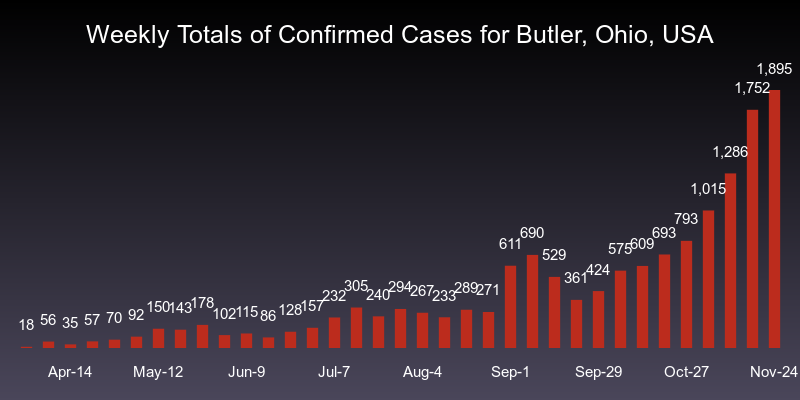 Weekly Totals of Confirmed Cases for Butler, Ohio, USA
18 56 35 57 70 92 150 143 178 102 115 86 128 157 232 305 240 294 267 233 289 271 611 690 529 361 424 575 609 693 793 1,015 1,286 1,752 1,895
Apr-14 May-12 Jun-9 Jul-7 Aug-4 Sep-1 Sep-29 Oct-27 Nov-24